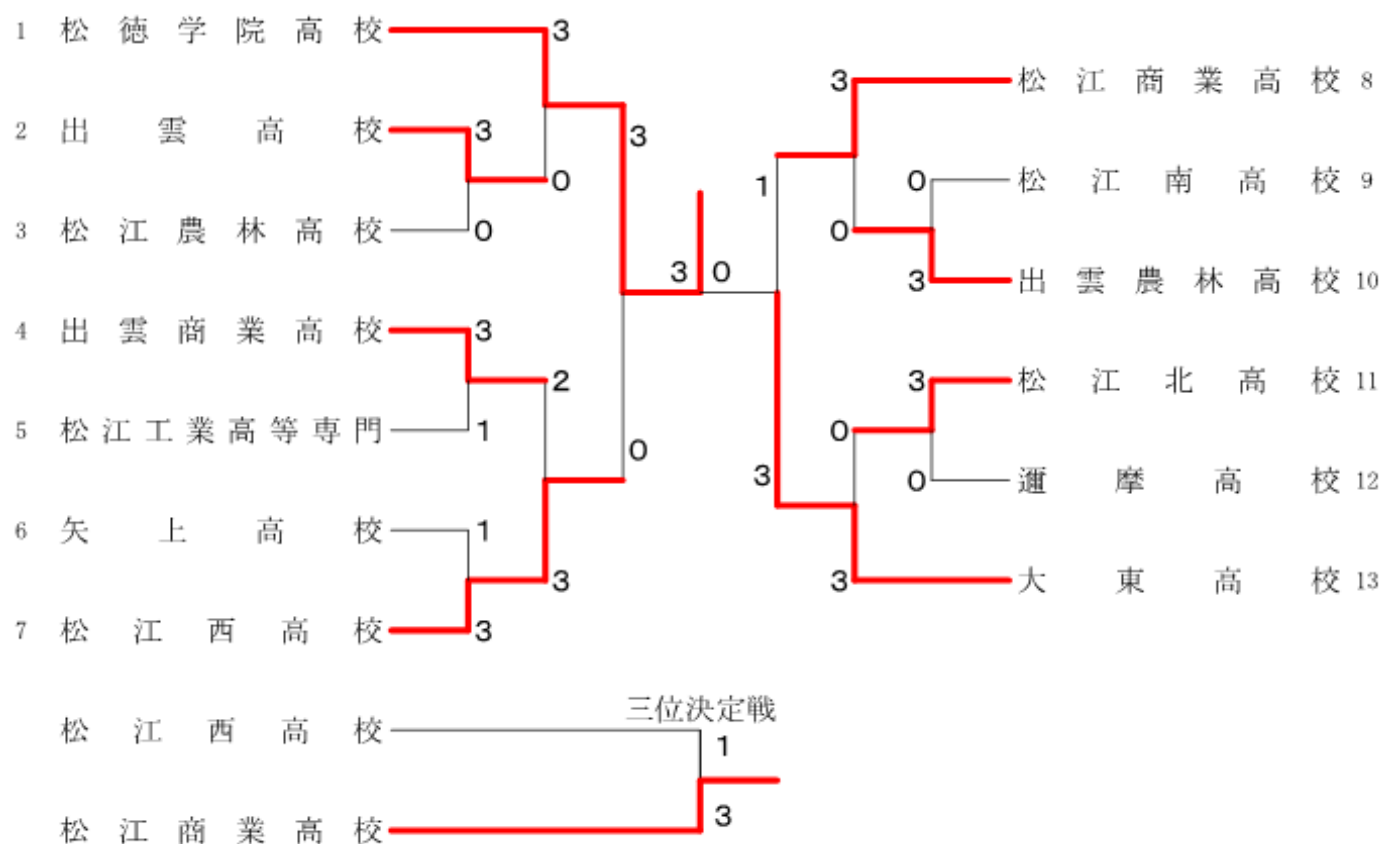 1 松徳学院高校 3
3 松江商業高校 8
2 出雲高校 3
3
1
0
松江南高校 9
0
3 松江農林高校 0
0
3 0
3
出雲農林高校 10
4 出雲商業高校 3
2
3
松江北高校 11
5 松江工業高等専門 1
0
0
3
0
邇摩高校 12
6 矢上高校 1
3
3
大東高校 13
7 松江西高校 3
三位決定戦
松江西高校 1
松江商業高校 3